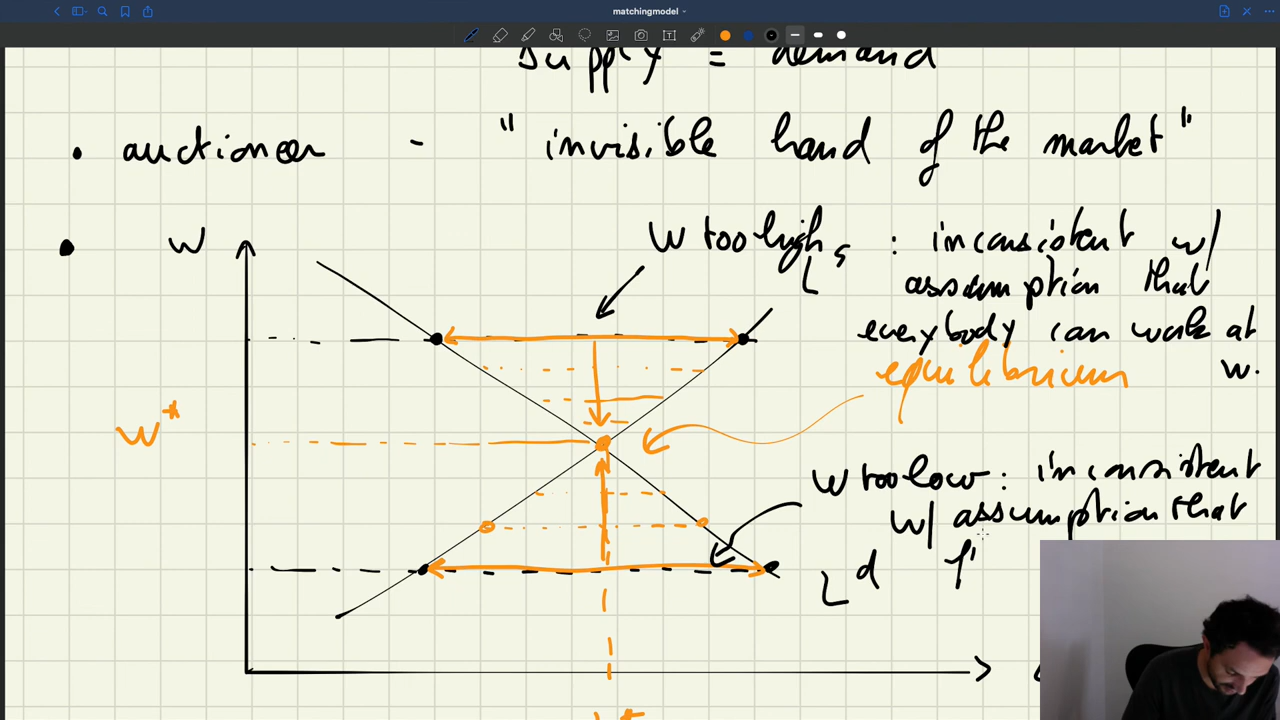 matchingmodel
supply = demand
• auctioneer - "invisible hand of the market"
• w
w too high : inconsistent w/
L^s assumption that
everybody can work at
equilibrium w.
w*
w too low : inconsistent
w/ assumption that
L^d